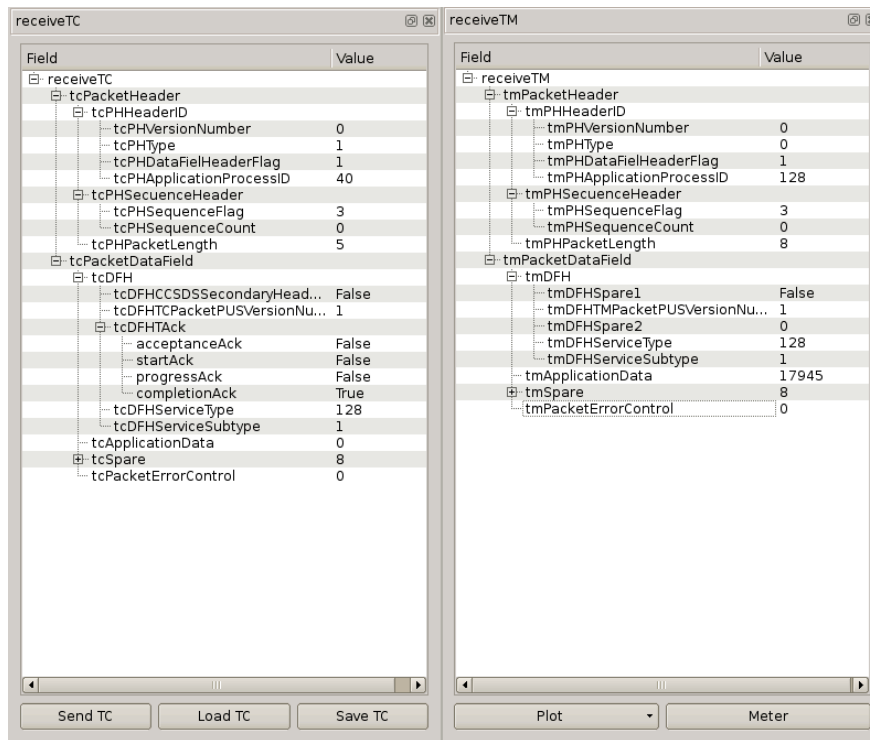 receiveTC
Field Value
receiveTC
tcPacketHeader
tcPHHeaderID
tcPHVersionNumber 0
tcPHType 1
tcPHDataFielHeaderFlag 1
tcPHApplicationProcessID 40
tcPHSecuenceHeader
tcPHSequenceFlag 3
tcPHSequenceCount 0
tcPHPacketLength 5
tcPacketDataField
tcDFH
tcDFHCCSDSSecondaryHead... False
tcDFHTCPacketPUSVersionNu... 1
tcDFHTAck
acceptanceAck False
startAck False
progressAck False
completionAck True
tcDFHServiceType 128
tcDFHServiceSubtype 1
tcApplicationData 0
tcSpare 8
tcPacketErrorControl 0
Send TC Load TC Save TC
receiveTM
Field Value
receiveTM
tmPacketHeader
tmPHHeaderID
tmPHVersionNumber 0
tmPHType 0
tmPHDataFielHeaderFlag 1
tmPHApplicationProcessID 128
tmPHSecuenceHeader
tmPHSequenceFlag 3
tmPHSequenceCount 0
tmPHPacketLength 8
tmPacketDataField
tmDFH
tmDFHSpare1 False
tmDFHTMPacketPUSVersionNu... 1
tmDFHSpare2 0
tmDFHServiceType 128
tmDFHServiceSubtype 1
tmApplicationData 17945
tmSpare 8
tmPacketErrorControl 0
Plot Meter